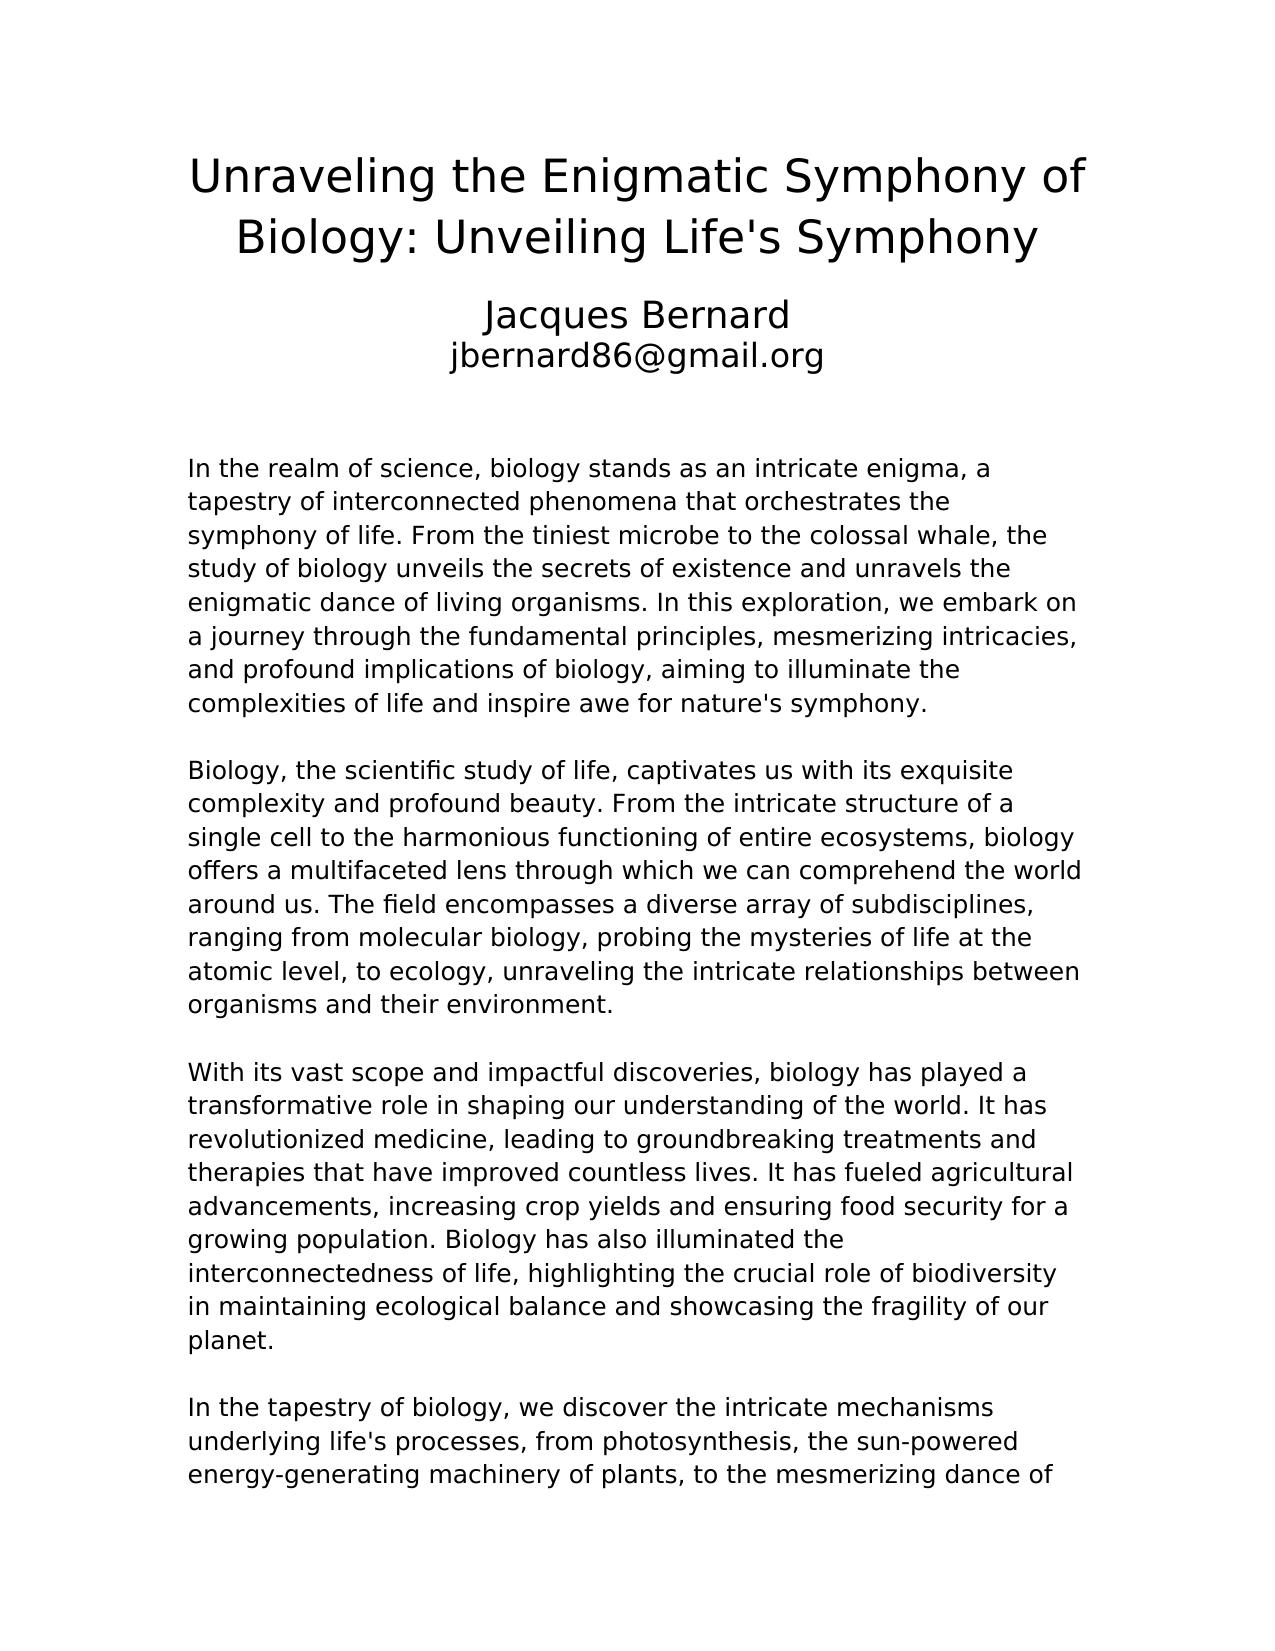 Unraveling the Enigmatic Symphony of
Biology: Unveiling Life's Symphony
Jacques Bernard
jbernard86@gmail.org
In the realm of science, biology stands as an intricate enigma, a
tapestry of interconnected phenomena that orchestrates the
symphony of life. From the tiniest microbe to the colossal whale, the
study of biology unveils the secrets of existence and unravels the
enigmatic dance of living organisms. In this exploration, we embark on
a journey through the fundamental principles, mesmerizing intricacies,
and profound implications of biology, aiming to illuminate the
complexities of life and inspire awe for nature's symphony.
Biology, the scientific study of life, captivates us with its exquisite
complexity and profound beauty. From the intricate structure of a
single cell to the harmonious functioning of entire ecosystems, biology
offers a multifaceted lens through which we can comprehend the world
around us. The field encompasses a diverse array of subdisciplines,
ranging from molecular biology, probing the mysteries of life at the
atomic level, to ecology, unraveling the intricate relationships between
organisms and their environment.
With its vast scope and impactful discoveries, biology has played a
transformative role in shaping our understanding of the world. It has
revolutionized medicine, leading to groundbreaking treatments and
therapies that have improved countless lives. It has fueled agricultural
advancements, increasing crop yields and ensuring food security for a
growing population. Biology has also illuminated the
interconnectedness of life, highlighting the crucial role of biodiversity
in maintaining ecological balance and showcasing the fragility of our
planet.
In the tapestry of biology, we discover the intricate mechanisms
underlying life's processes, from photosynthesis, the sun-powered
energy-generating machinery of plants, to the mesmerizing dance of